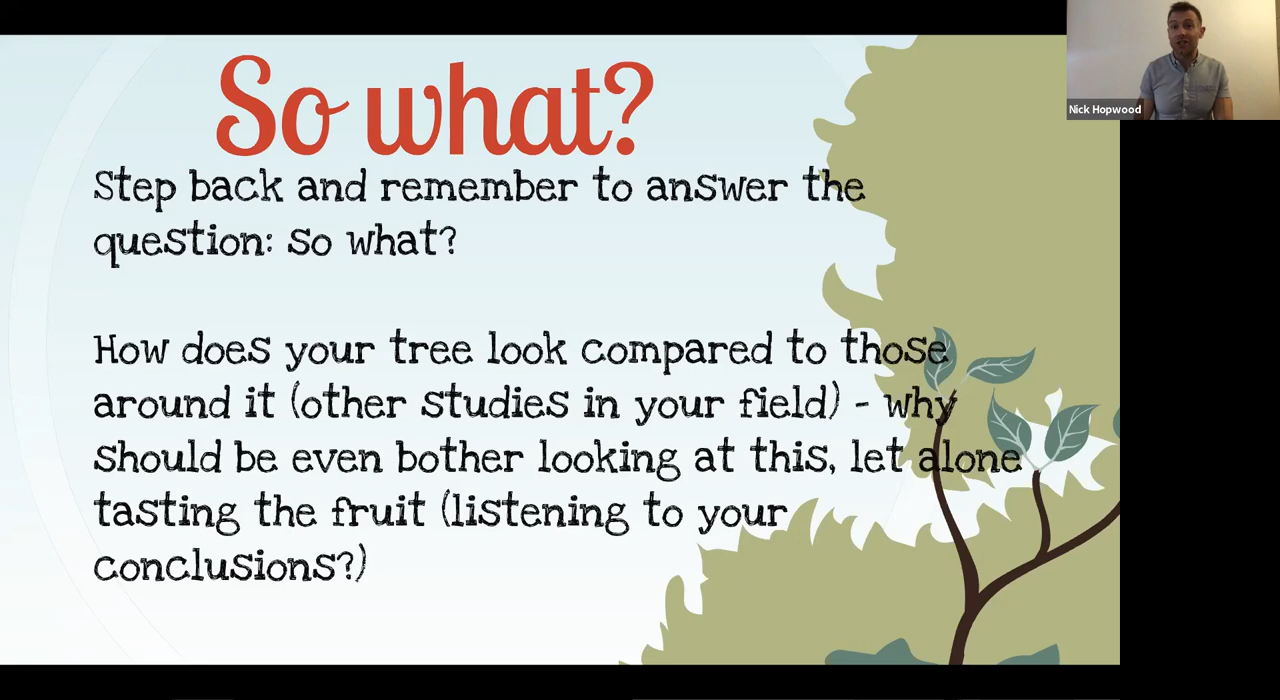 So what?
Nick Hopwood
Step back and remember to answer the
question: so what?
How does your tree look compared to those
around it (other studies in your field) - why
should be even bother looking at this, let alone
tasting the fruit (listening to your
conclusions?)